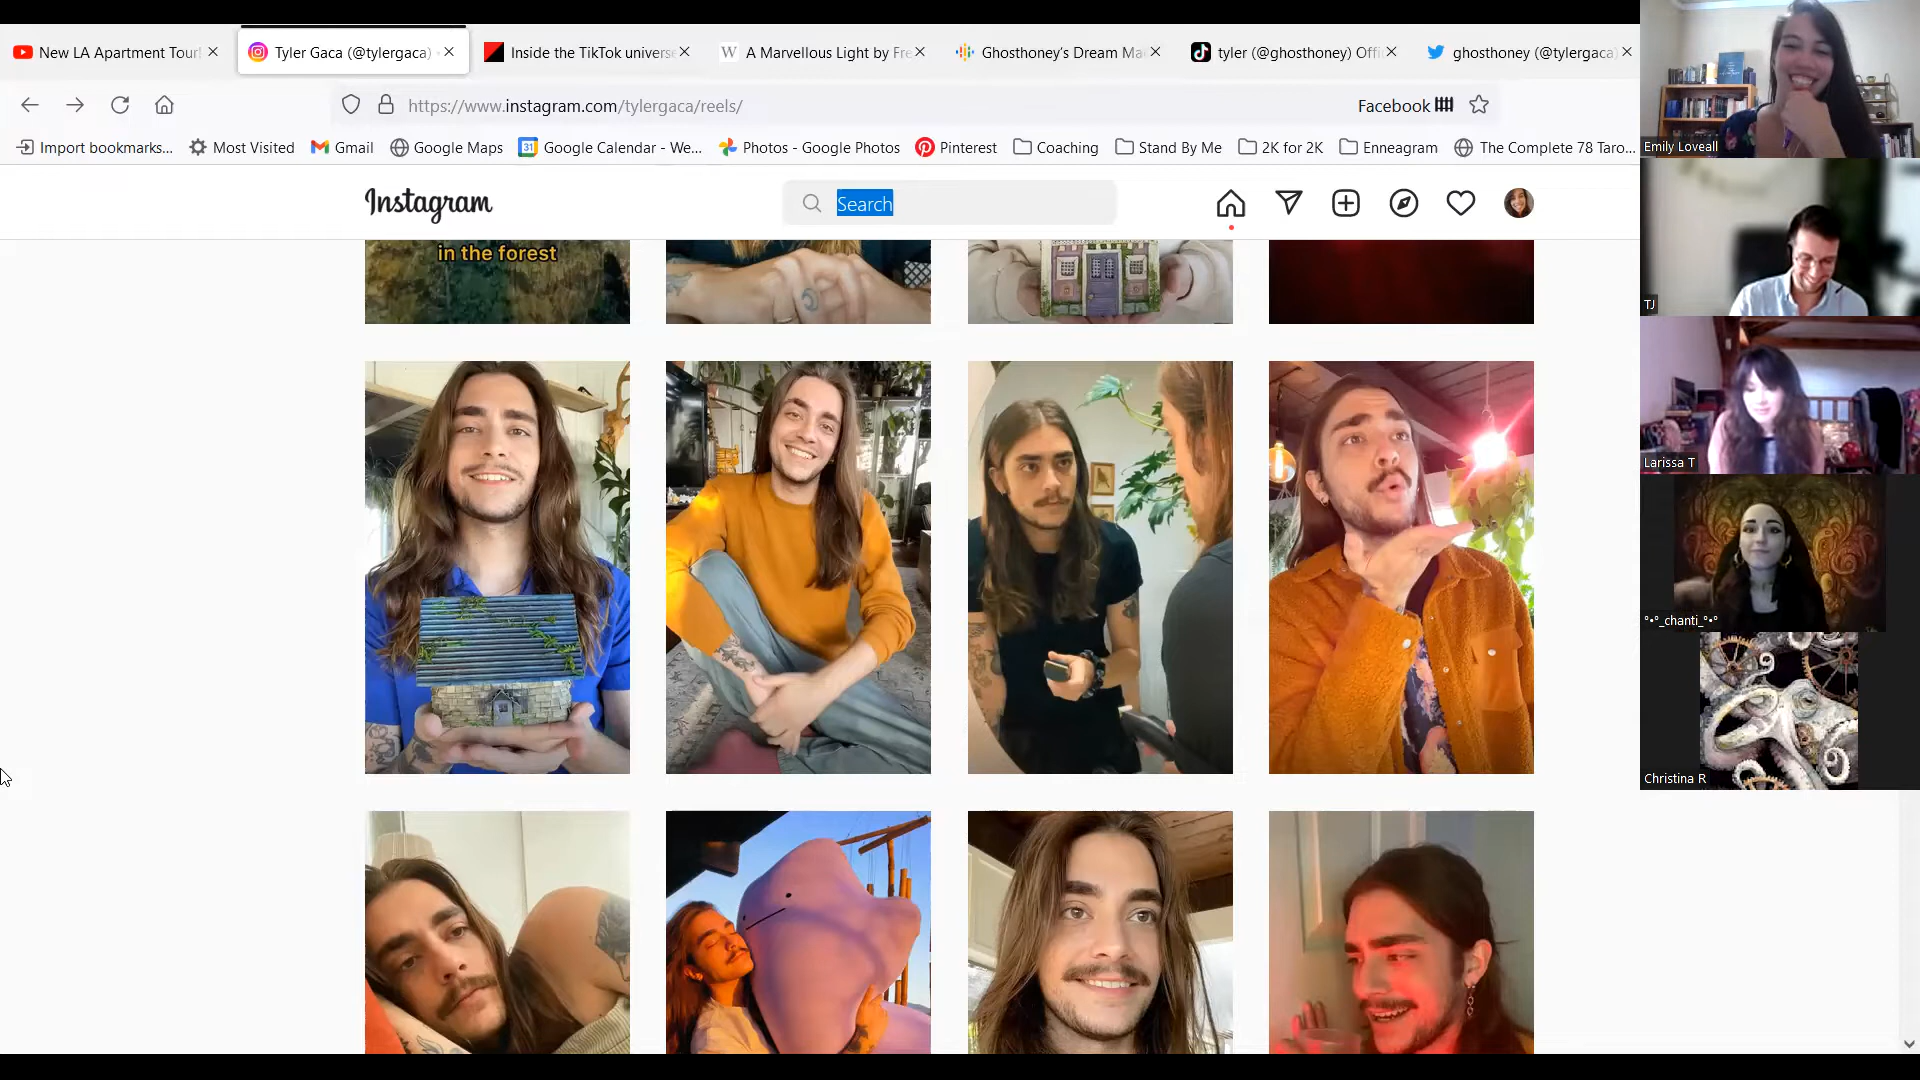 New LA Apartment Tour!
Tyler Gaca (@tylergaca) •
Inside the TikTok universe
A Marvellous Light by Fre
Ghosthoney's Dream Ma
tyler (@ghosthoney) Offi
ghosthoney (@tylergaca)
https://www.instagram.com/tylergaca/reels/
Facebook
Import bookmarks...
Most Visited
Gmail
Google Maps
31
Google Calendar - We...
Photos - Google Photos
Pinterest
Coaching
Stand By Me
2K for 2K
Enneagram
The Complete 78 Taro...
Instagram
Search
in the forest
Emily Loveall
TJ
Larissa T
°•°_chanti_°•°
Christina R